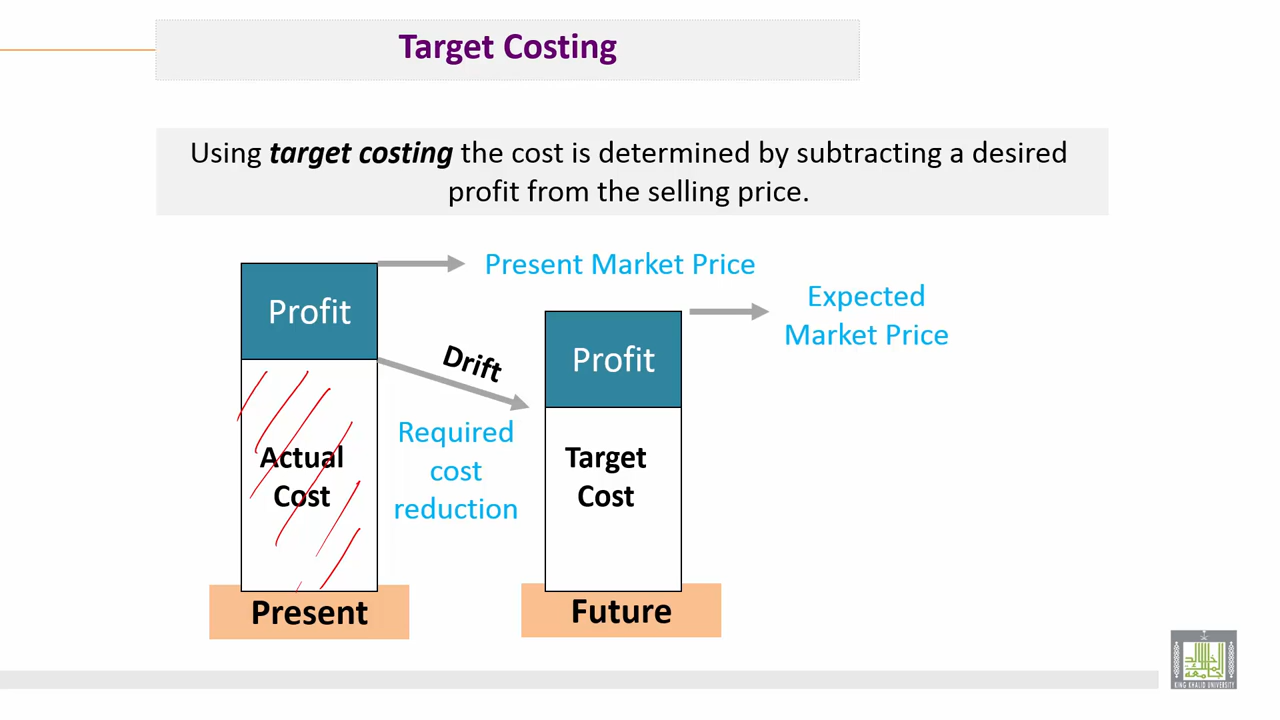 Target Costing
Using target costing the cost is determined by subtracting a desired
profit from the selling price.
Present Market Price
Profit
Expected
Market Price
Drift
Profit
Required
cost
reduction
Actual
Cost
Target
Cost
Present
Future
KING KHALID UNIVERSITY